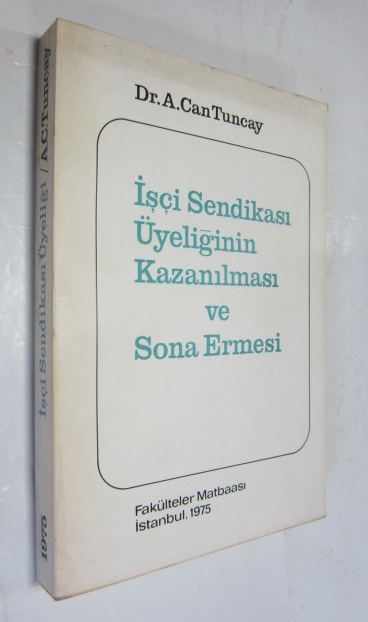 Dr. A. Can Tuncay
İşçi Sendikası
Üyeliğinin
Kazanılması
ve
Sona Ermesi
Fakülteler Matbaası
İstanbul, 1975
İşçi Sendikası Üyeliği / A.C.Tuncay
1975